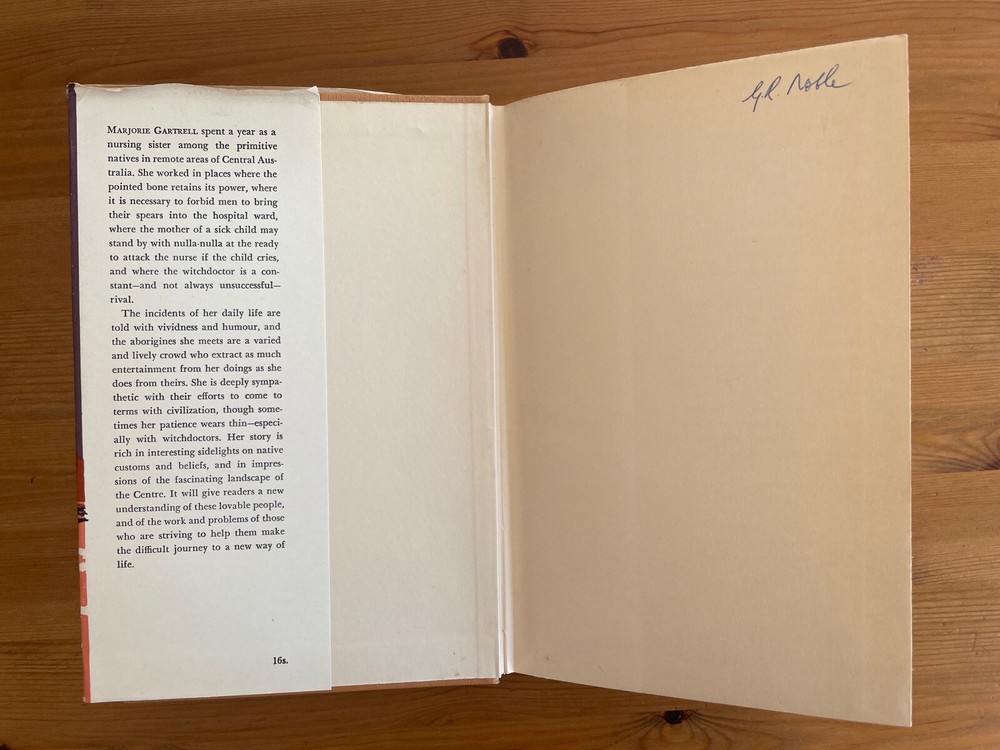 MARJORIE GARTRELL spent a year as a
nursing sister among the primitive
natives in remote areas of Central Aus-
tralia. She worked in places where the
pointed bone retains its power, where
it is necessary to forbid men to bring
their spears into the hospital ward,
where the mother of a sick child may
stand by with nulla-nulla at the ready
to attack the nurse if the child cries,
and where the witchdoctor is a con-
stant—and not always unsuccessful—
rival.
The incidents of her daily life are
told with vividness and humour, and
the aborigines she meets are a varied
and lively crowd who extract as much
entertainment from her doings as she
does from theirs. She is deeply sympa-
thetic with their efforts to come to
terms with civilization, though some-
times her patience wears thin—especi-
ally with witchdoctors. Her story is
rich in interesting sidelights on native
customs and beliefs, and in impres-
sions of the fascinating landscape of
the Centre. It will give readers a new
understanding of these lovable people,
and of the work and problems of those
who are striving to help them make
the difficult journey to a new way of
life.
16s.
G.R. Noble